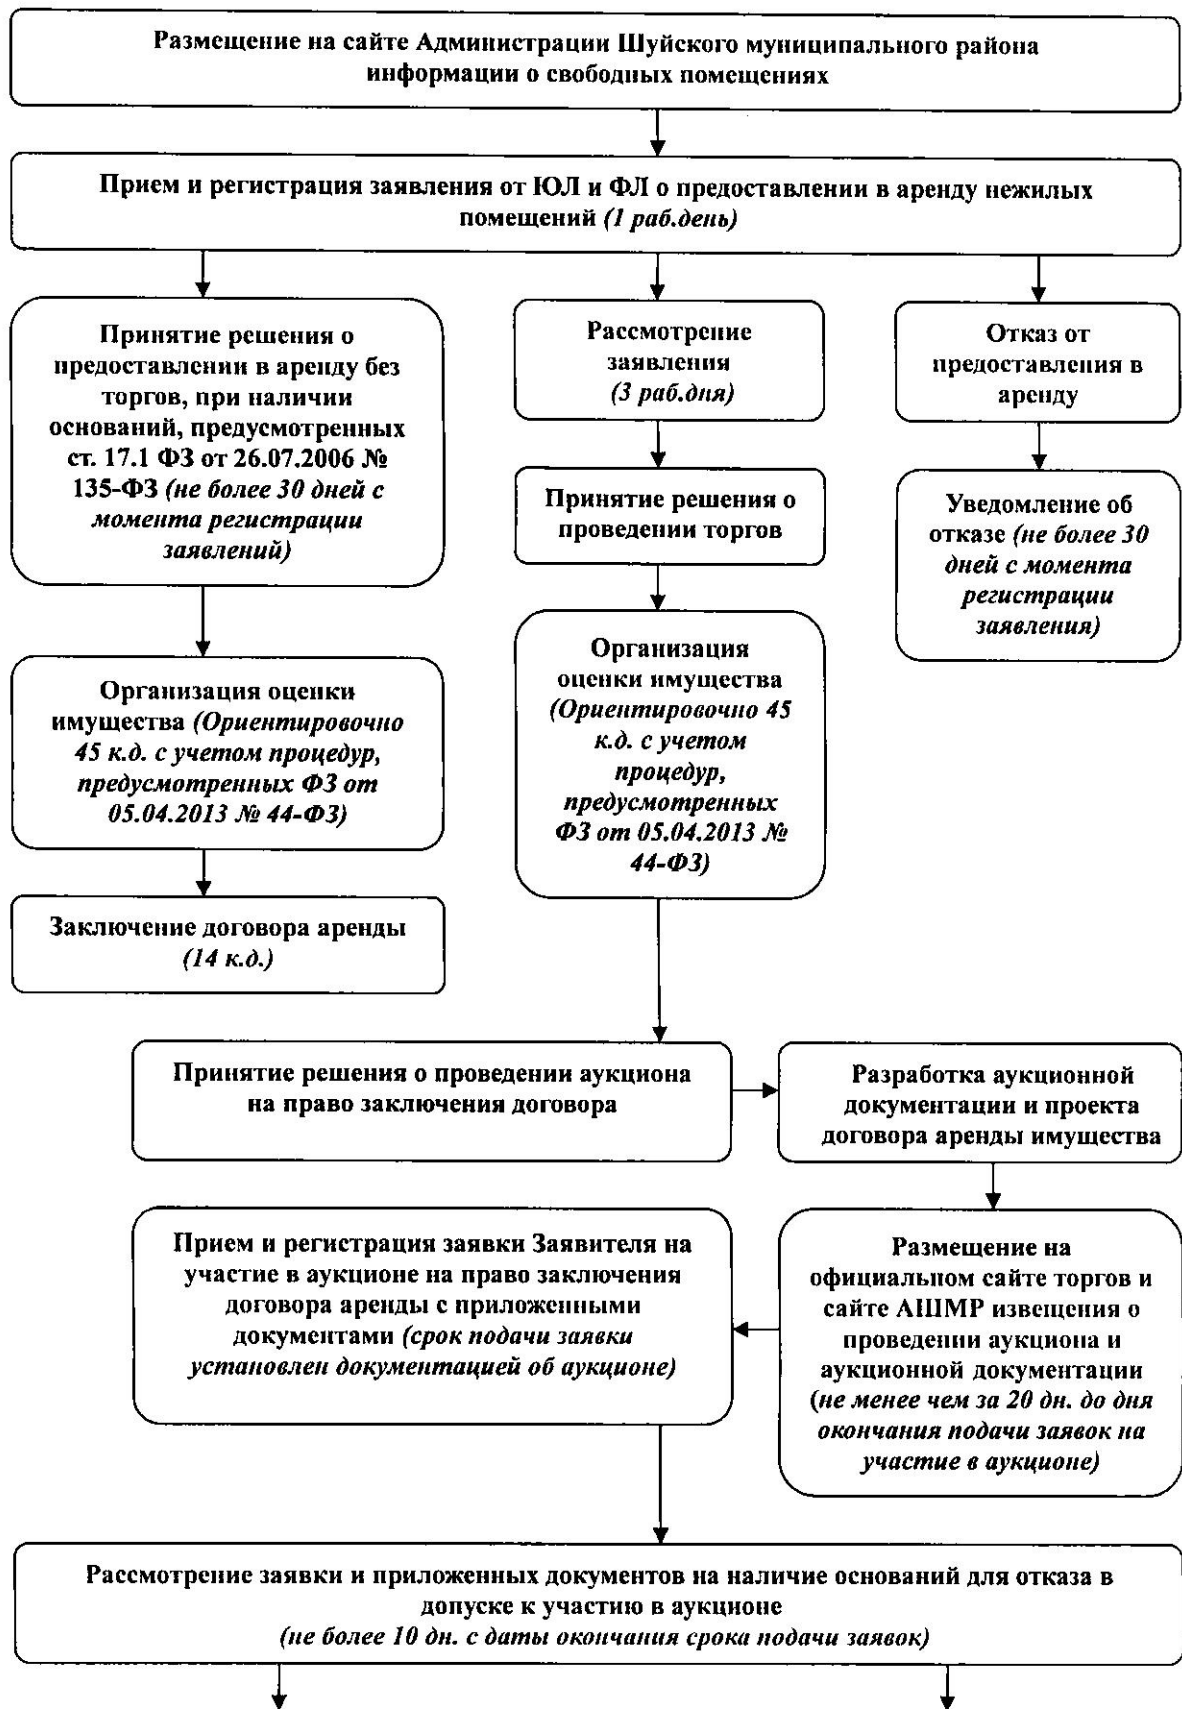 Размещение на сайте Администрации Шуйского муниципального района
информации о свободных помещениях
Прием и регистрация заявления от ЮЛ и ФЛ о предоставлении в аренду нежилых
помещений (1 раб.день)
Принятие решения о
предоставлении в аренду без
торгов, при наличии
оснований, предусмотренных
ст. 17.1 ФЗ от 26.07.2006 №
135-ФЗ (не более 30 дней с
момента регистрации
заявлений)
Рассмотрение
заявления
(3 раб.дня)
Отказ от
предоставления в
аренду
Принятие решения о
проведении торгов
Уведомление об
отказе (не более 30
дней с момента
регистрации
заявления)
Организация оценки
имущества (Ориентировочно
45 к.д. с учетом процедур,
предусмотренных ФЗ от
05.04.2013 № 44-ФЗ)
Организация
оценки имущества
(Ориентировочно 45
к.д. с учетом
процедур,
предусмотренных
ФЗ от 05.04.2013 №
44-ФЗ)
Заключение договора аренды
(14 к.д.)
Принятие решения о проведении аукциона
на право заключения договора
Разработка аукционной
документации и проекта
договора аренды имущества
Прием и регистрация заявки Заявителя на
участие в аукционе на право заключения
договора аренды с приложенными
документами (срок подачи заявки
установлен документацией об аукционе)
Размещение на
официальном сайте торгов и
сайте АШМР извещения о
проведении аукциона и
аукционной документации
(не менее чем за 20 дн. до дня
окончания подачи заявок на
участие в аукционе)
Рассмотрение заявки и приложенных документов на наличие оснований для отказа в
допуске к участию в аукционе
(не более 10 дн. с даты окончания срока подачи заявок)